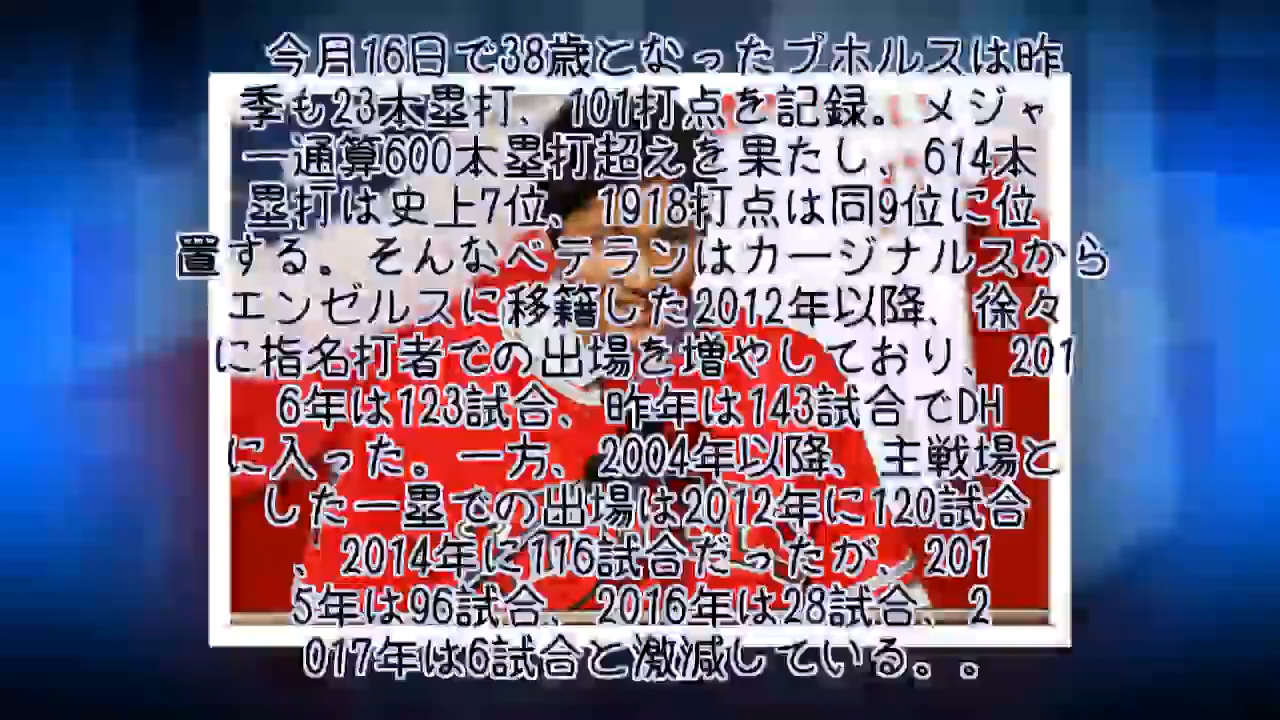 今月16日で38歳となったプホルスは昨
季も23本塁打、101打点を記録。メジャ
ー通算600本塁打超えを果たし、614本
塁打は史上7位、1918打点は同9位に位
置する。そんなベテランはカージナルスから
エンゼルスに移籍した2012年以降、徐々
に指名打者での出場を増やしており、201
6年は123試合、昨年は143試合でDH
に入った。一方、2004年以降、主戦場と
した一塁での出場は2012年に120試合
、2014年に116試合だったが、201
5年は96試合、2016年は28試合、2
017年は6試合と激減している。。